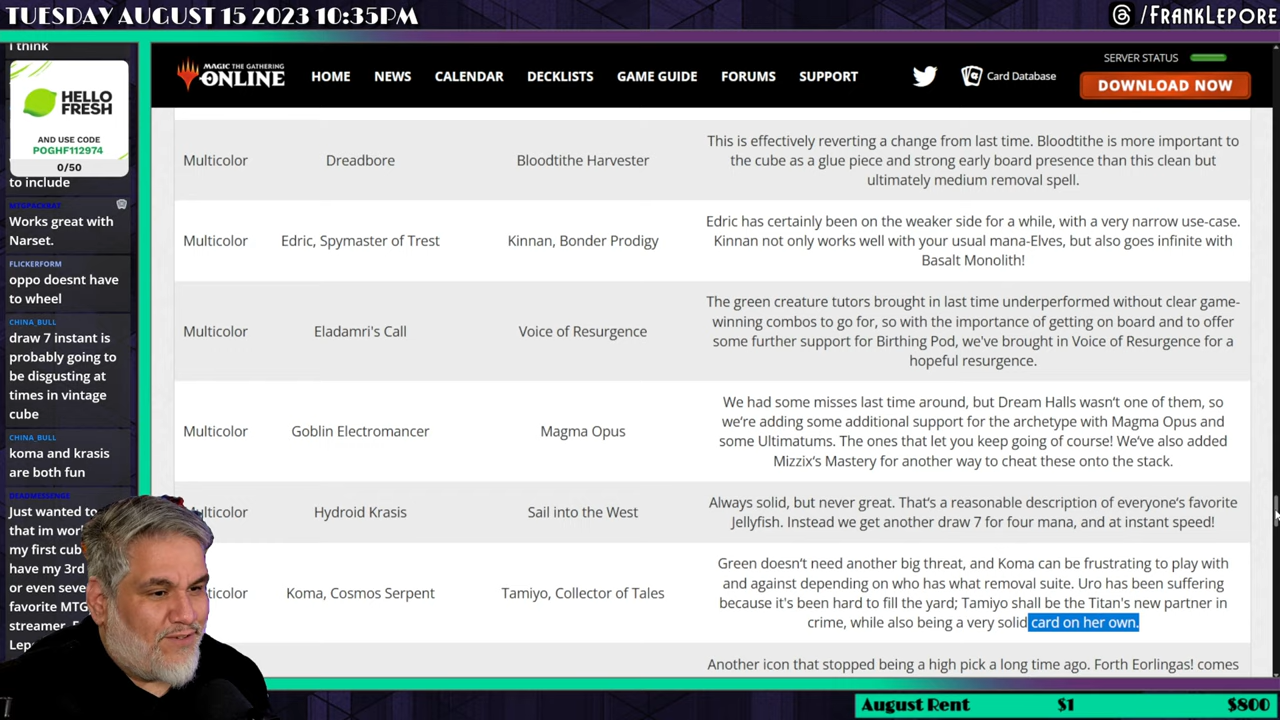 TUESDAY AUGUST 15 2023 10:35PM
/FRANKLEPORE
I think
HELLO
FRESH
AND USE CODE
POGHF112974
0/50
to include
Works great with
Narset.
FLICKERFORM
oppo doesnt have
to wheel
CHINA_BULL
draw 7 instant is
probably going to
be disgusting at
times in vintage
cube
CHINA_BULL
koma and krasis
are both fun
DEADMESSENGE
Just wanted to
that im wor
my first cub
have my 3rd
or even seve
favorite MTG
streamer, F
Lep
MAGIC THE GATHERING
ONLINE
HOME
NEWS
CALENDAR
DECKLISTS
GAME GUIDE
FORUMS
SUPPORT
Card Database
SERVER STATUS
DOWNLOAD NOW
Multicolor
Dreadbore
Bloodtithe Harvester
This is effectively reverting a change from last time. Bloodtithe is more important to
the cube as a glue piece and strong early board presence than this clean but
ultimately medium removal spell.
Multicolor
Edric, Spymaster of Trest
Kinnan, Bonder Prodigy
Edric has certainly been on the weaker side for a while, with a very narrow use-case.
Kinnan not only works well with your usual mana-Elves, but also goes infinite with
Basalt Monolith!
Multicolor
Eladamri's Call
Voice of Resurgence
The green creature tutors brought in last time underperformed without clear game-
winning combos to go for, so with the importance of getting on board and to offer
some further support for Birthing Pod, we've brought in Voice of Resurgence for a
hopeful resurgence.
Multicolor
Goblin Electromancer
Magma Opus
We had some misses last time around, but Dream Halls wasn't one of them, so
we're adding some additional support for the archetype with Magma Opus and
some Ultimatums. The ones that let you keep going of course! We've also added
Mizzix's Mastery for another way to cheat these onto the stack.
ulticolor
Hydroid Krasis
Sail into the West
Always solid, but never great. That's a reasonable description of everyone's favorite
Jellyfish. Instead we get another draw 7 for four mana, and at instant speed!
icolor
Koma, Cosmos Serpent
Tamiyo, Collector of Tales
Green doesn't need another big threat, and Koma can be frustrating to play with
and against depending on who has what removal suite. Uro has been suffering
because it's been hard to fill the yard; Tamiyo shall be the Titan's new partner in
crime, while also being a very solid card on her own.
Another icon that stopped being a high pick a long time ago. Forth Eorlingas! comes
August Rent
$1
$800